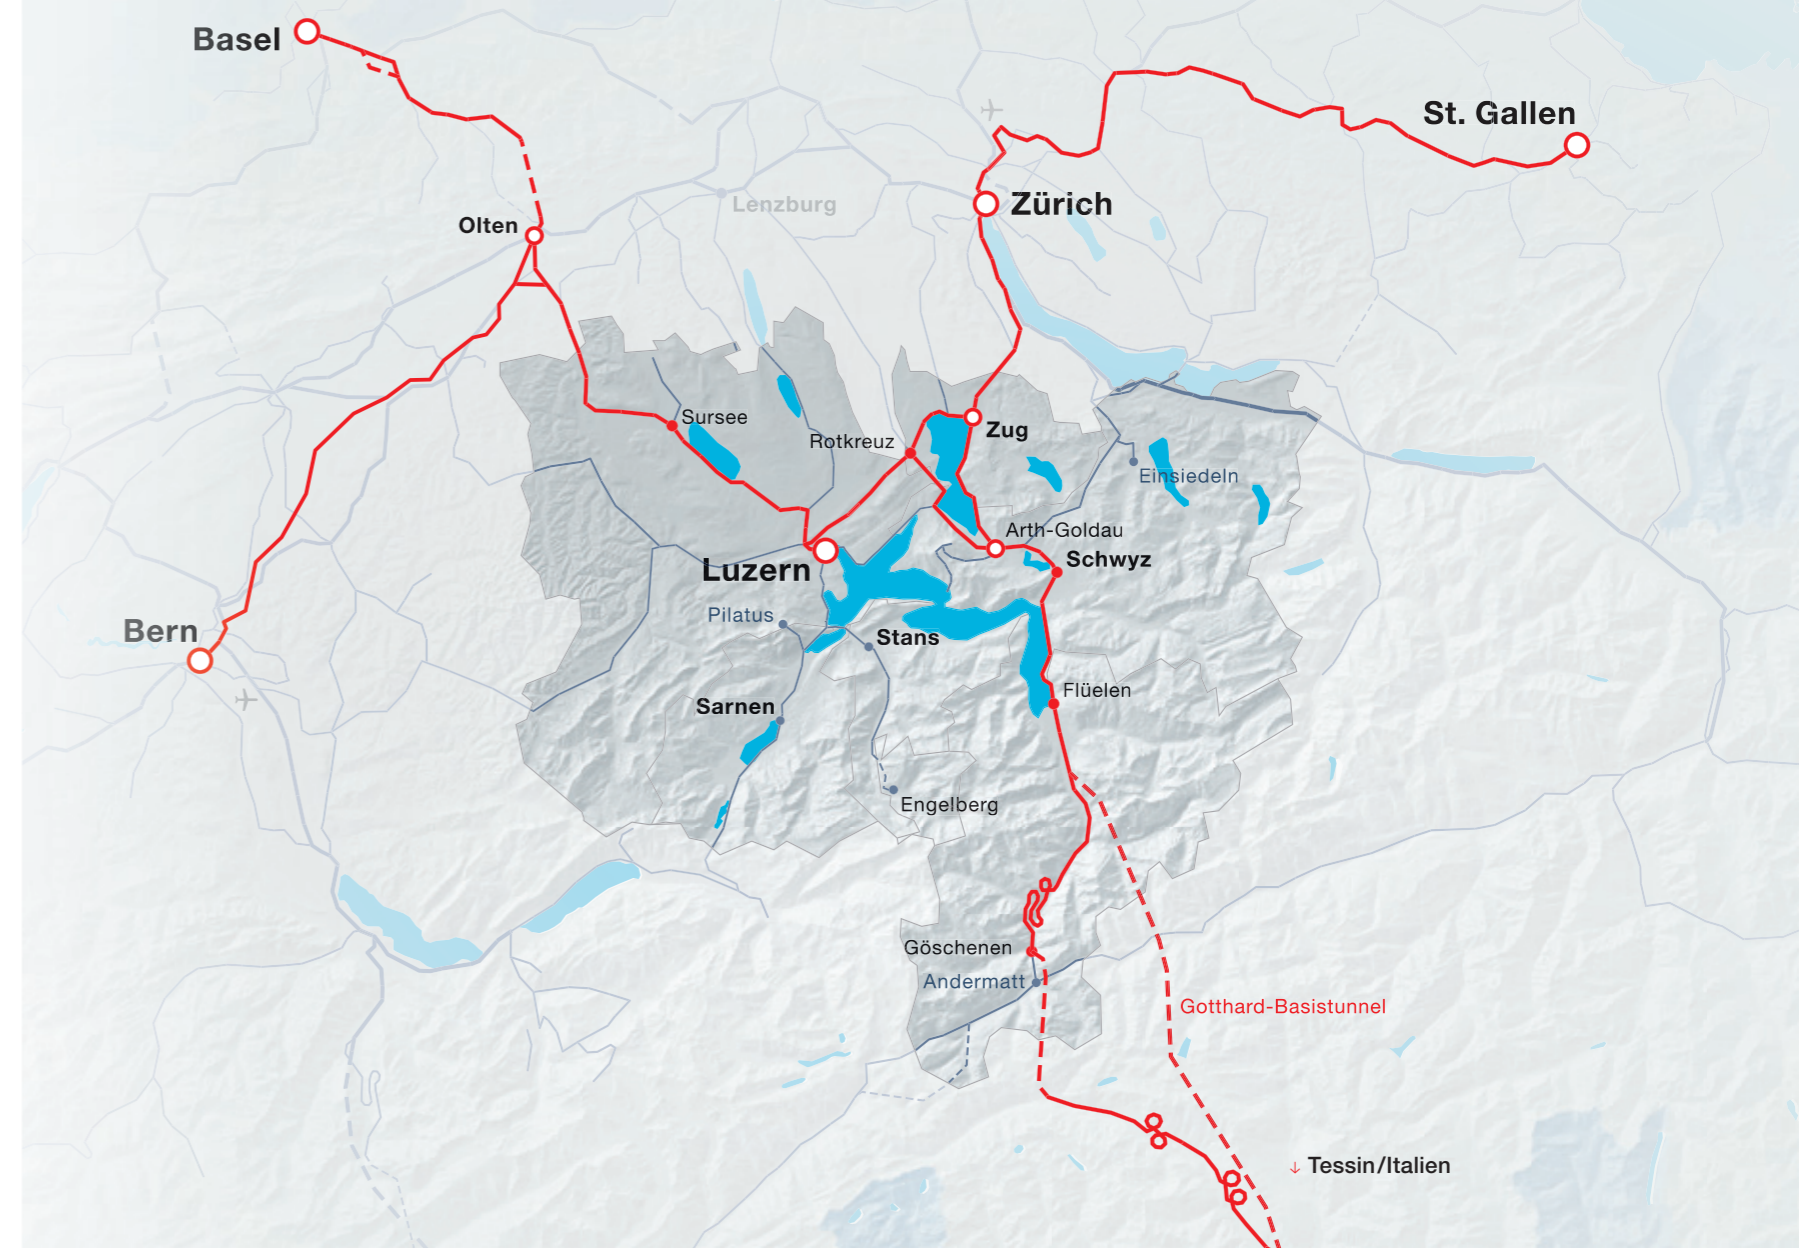 Basel
St. Gallen
Lenzburg
Zürich
Olten
Sursee
Zug
Rotkreuz
Einsiedeln
Arth-Goldau
Schwyz
Luzern
Pilatus
Bern
Stans
Flüelen
Sarnen
Engelberg
Göschenen
Andermatt
Gotthard-Basistunnel
↓ Tessin/Italien